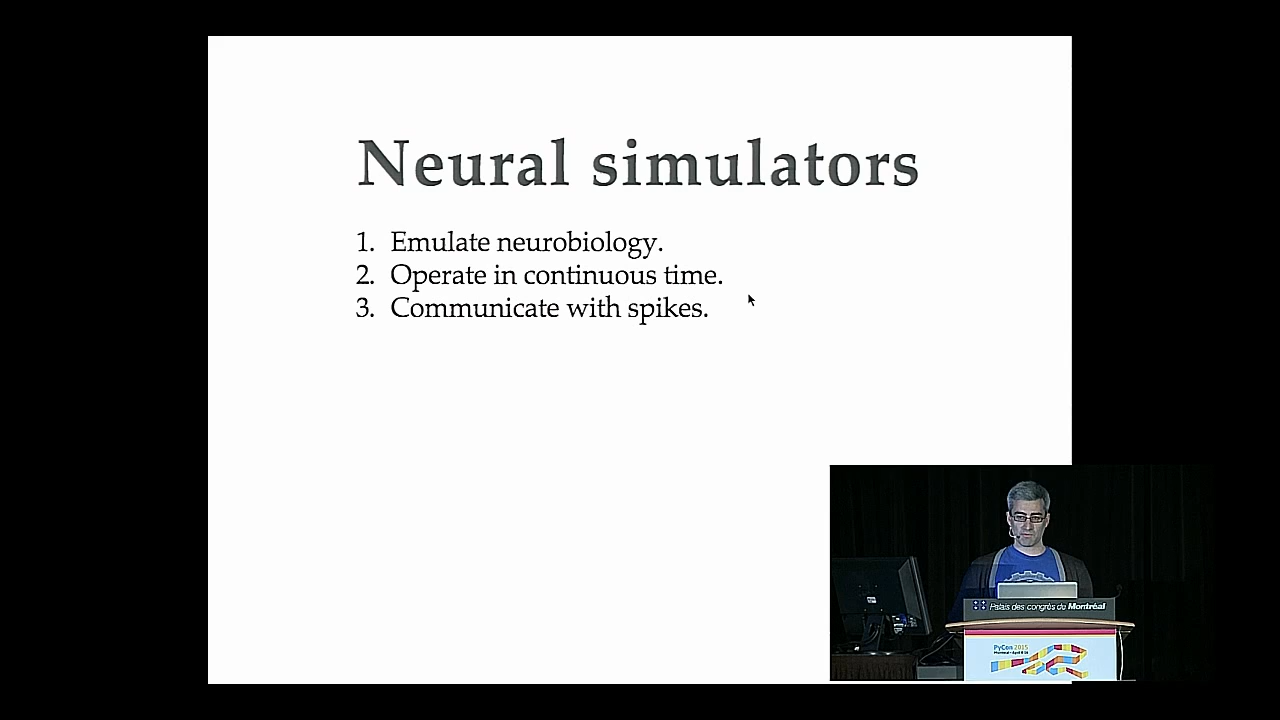 Neural simulators
1. Emulate neurobiology.
2. Operate in continuous time.
3. Communicate with spikes.
Palais des congrès du Montréal
PyCon 2015